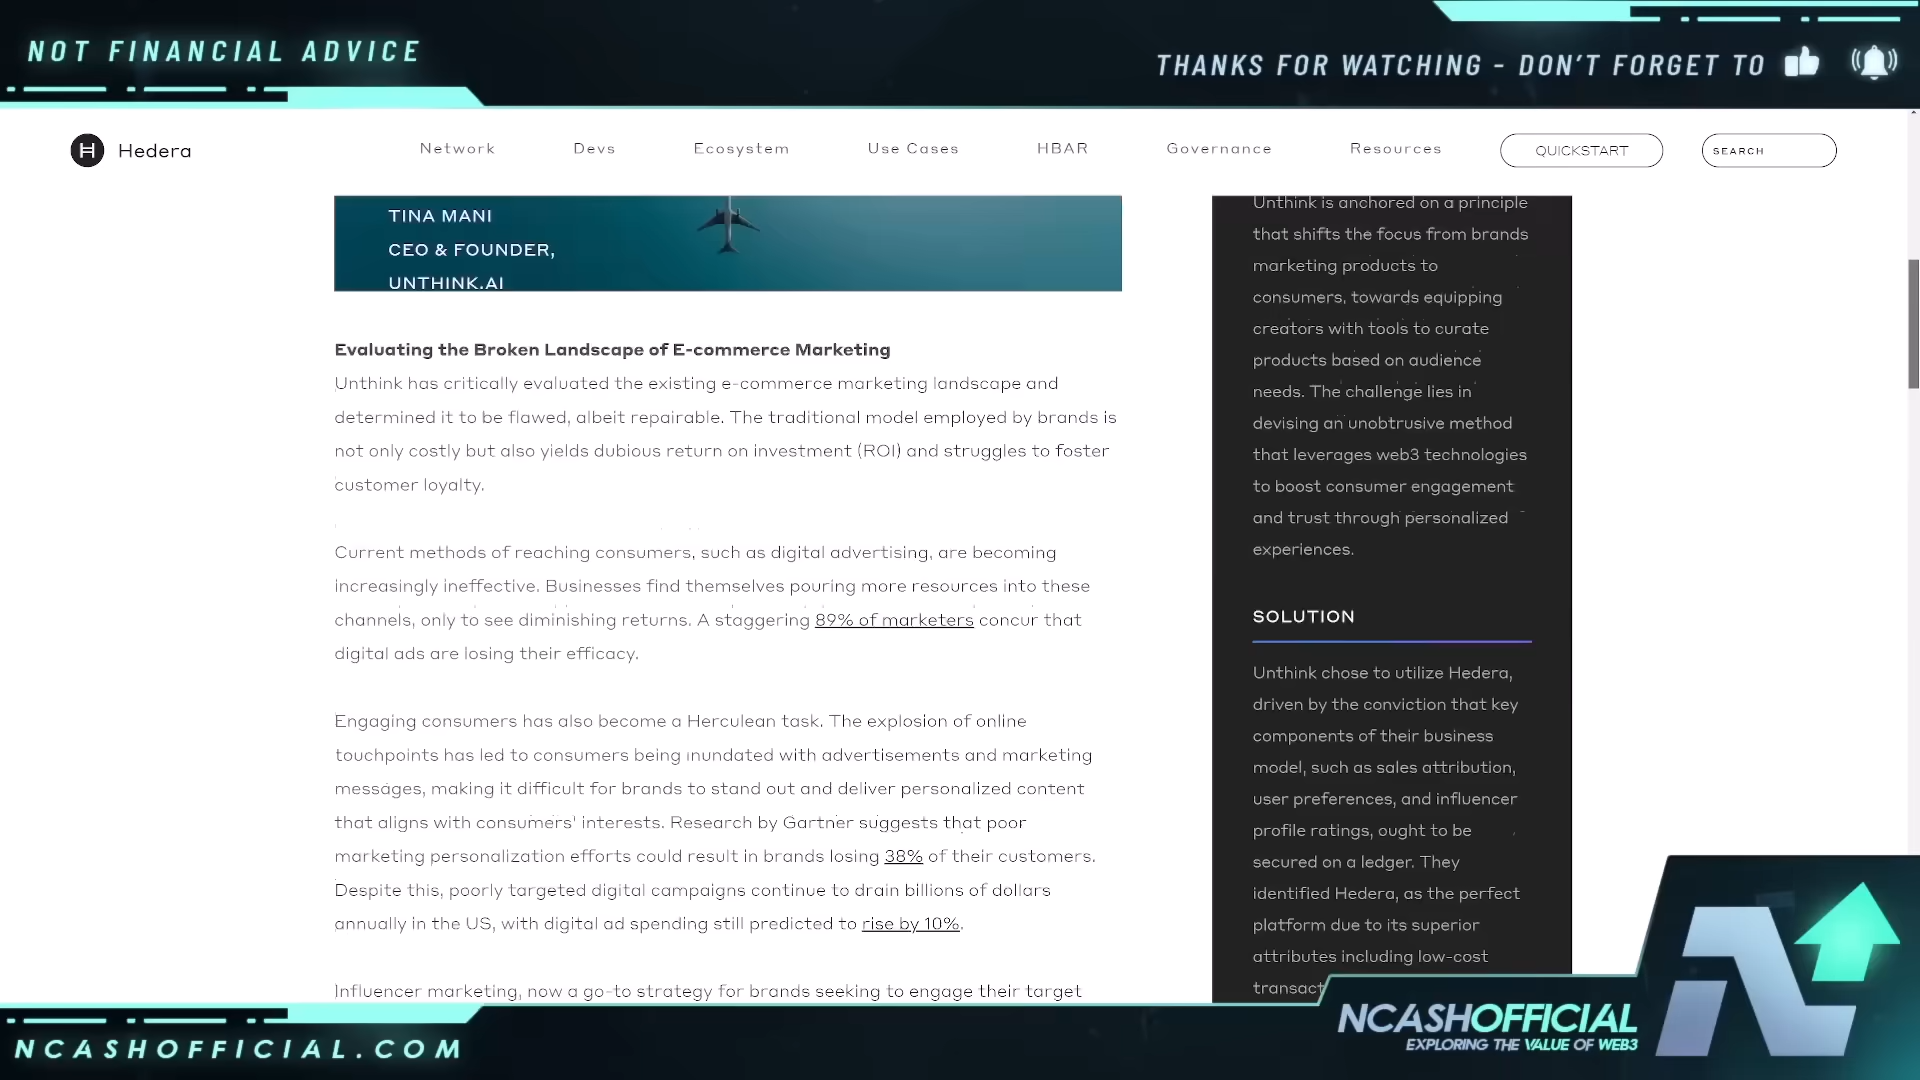 NOT FINANCIAL ADVICE
THANKS FOR WATCHING - DON'T FORGET TO
H Hedera
Network
Devs
Ecosystem
Use Cases
HBAR
Governance
Resources
QUICKSTART
SEARCH
TINA MANI
CEO & FOUNDER,
UNTHINK.AI
Evaluating the Broken Landscape of E-commerce Marketing
Unthink has critically evaluated the existing e-commerce marketing landscape and
determined it to be flawed, albeit repairable. The traditional model employed by brands is
not only costly but also yields dubious return on investment (ROI) and struggles to foster
customer loyalty.
Current methods of reaching consumers, such as digital advertising, are becoming
increasingly ineffective. Businesses find themselves pouring more resources into these
channels, only to see diminishing returns. A staggering 89% of marketers concur that
digital ads are losing their efficacy.
Engaging consumers has also become a Herculean task. The explosion of online
touchpoints has led to consumers being inundated with advertisements and marketing
messages, making it difficult for brands to stand out and deliver personalized content
that aligns with consumers' interests. Research by Gartner suggests that poor
marketing personalization efforts could result in brands losing 38% of their customers.
Despite this, poorly targeted digital campaigns continue to drain billions of dollars
annually in the US, with digital ad spending still predicted to rise by 10%.
Influencer marketing, now a go-to strategy for brands seeking to engage their target
Unthink is anchored on a principle
that shifts the focus from brands
marketing products to
consumers, towards equipping
creators with tools to curate
products based on audience
needs. The challenge lies in
devising an unobtrusive method
that leverages web3 technologies
to boost consumer engagement
and trust through personalized
experiences.
SOLUTION
Unthink chose to utilize Hedera,
driven by the conviction that key
components of their business
model, such as sales attribution,
user preferences, and influencer
profile ratings, ought to be
secured on a ledger. They
identified Hedera, as the perfect
platform due to its superior
attributes including low-cost
transact
NCASHOFFICIAL
EXPLORING THE VALUE OF WEB3
NCASHOFFICIAL.COM